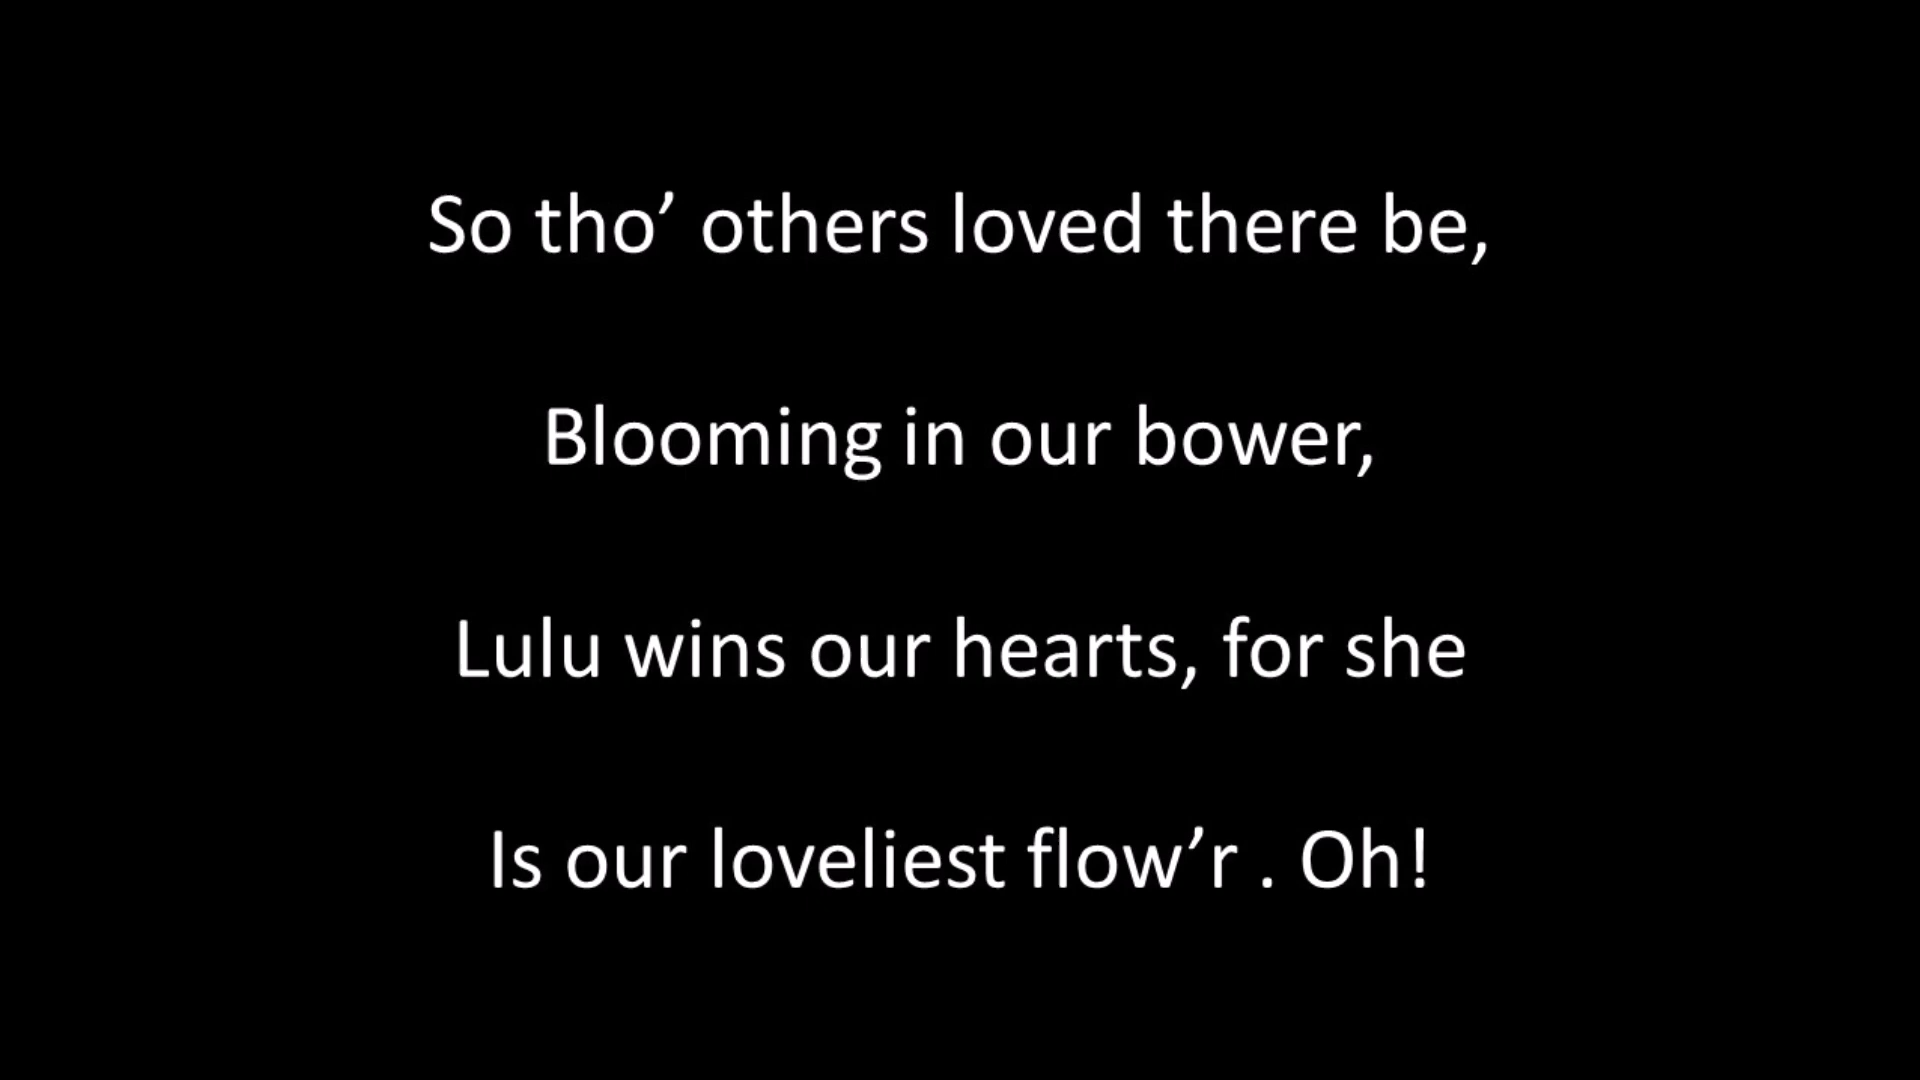 So tho’ others loved there be,
Blooming in our bower,
Lulu wins our hearts, for she
Is our loveliest flow’r . Oh!